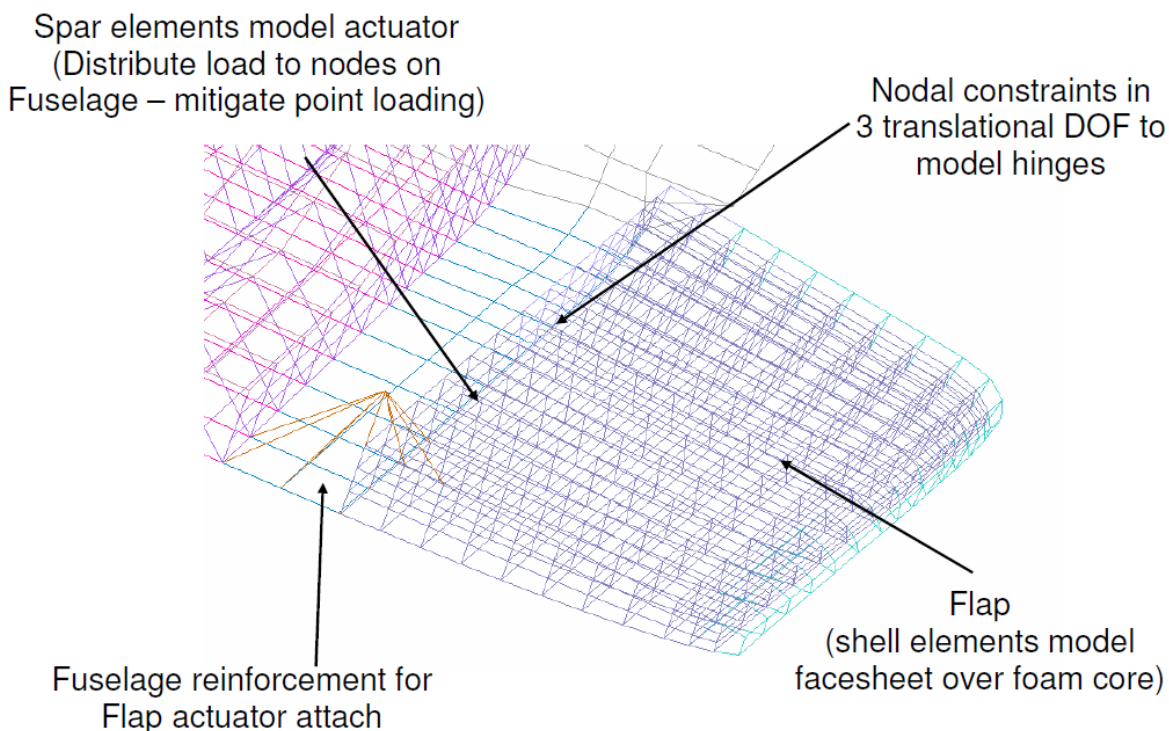 Spar elements model actuator
(Distribute load to nodes on
Fuselage – mitigate point loading)
Nodal constraints in
3 translational DOF to
model hinges
Flap
(shell elements model
facesheet over foam core)
Fuselage reinforcement for
Flap actuator attach